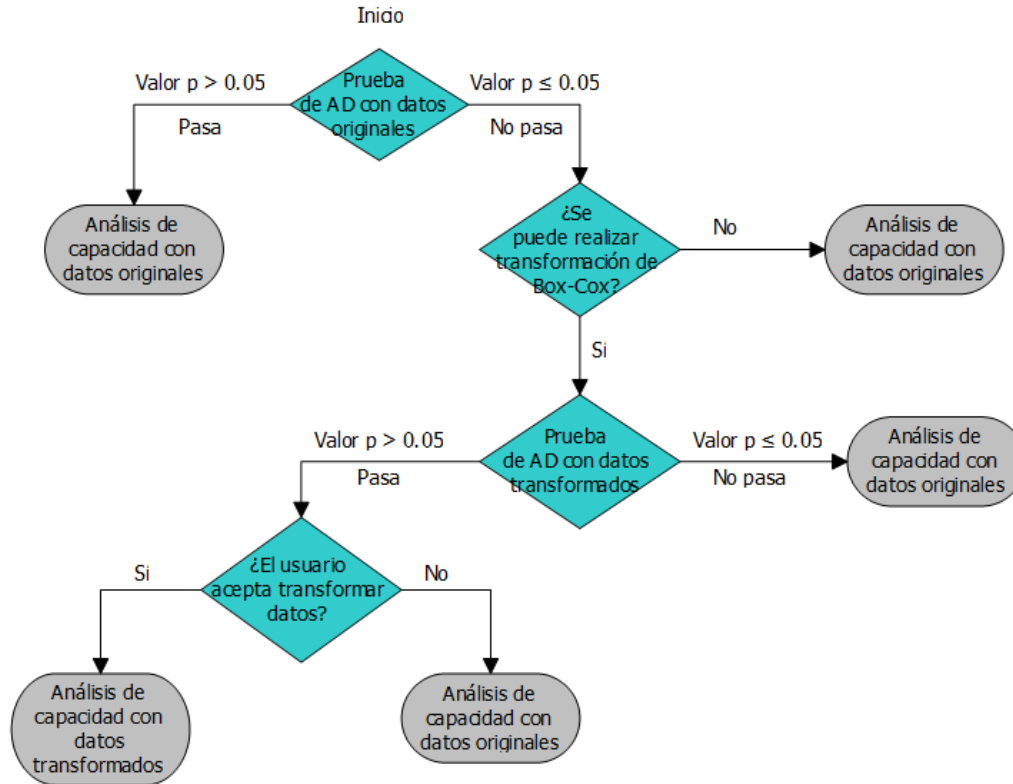 Inicio
Valor p > 0.05
Prueba
de AD con datos
originales
Valor p ≤ 0.05
Pasa
No pasa
Análisis de
capacidad con
datos originales
¿Se
puede realizar
transformación de
Box-Cox?
No
Análisis de
capacidad con
datos originales
Si
Valor p > 0.05
Prueba
de AD con datos
transformados
Valor p ≤ 0.05
Pasa
No pasa
Análisis de
capacidad con
datos originales
¿El usuario
acepta transformar
datos?
Si
No
Análisis de
capacidad con
datos
transformados
Análisis de
capacidad con
datos originales